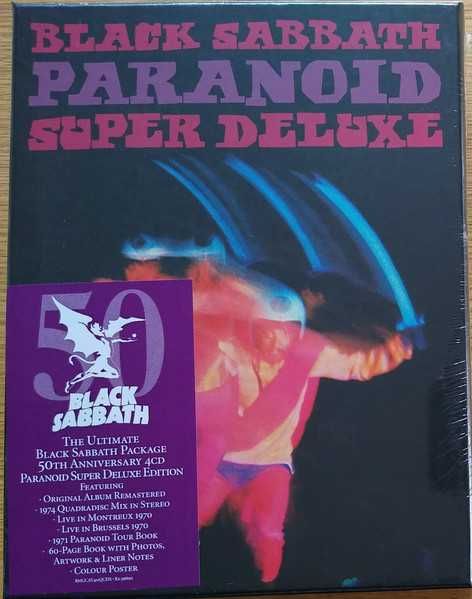 BLACK SABBATH
PARANOID
SUPER DELUXE
50
BLACK
SABBATH
The Ultimate
Black Sabbath Package
50th Anniversary 4CD
Paranoid Super Deluxe Edition
Featuring
· Original Album Remastered
· 1974 Quadradisc Mix in Stereo
· Live in Montreux 1970
· Live in Brussels 1970
· 1971 Paranoid Tour Book
· 60-Page Book with Photos,
Artwork & Liner Notes
· Colour Poster